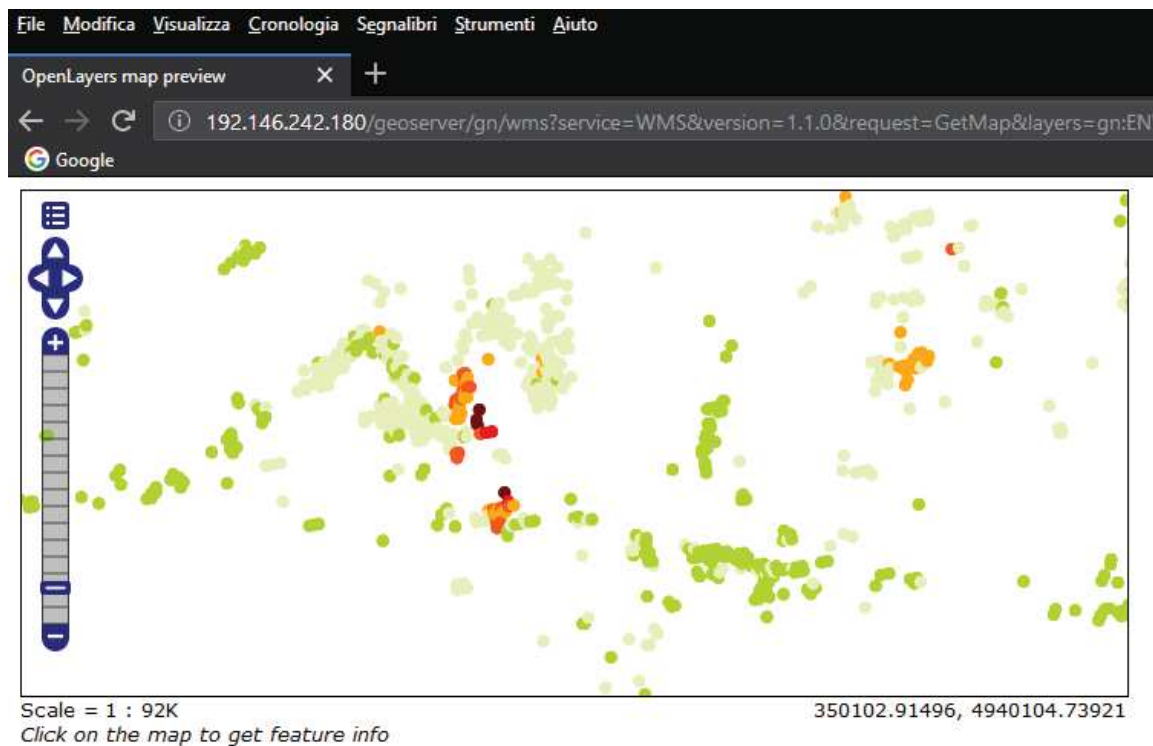 File Modifica Visualizza Cronologia Segnalibri Strumenti Aiuto
OpenLayers map preview
192.146.242.180/geoserver/gn/wms?service=WMS&version=1.1.0&request=GetMap&layers=gn:EN
Google
Scale = 1 : 92K
350102.91496, 4940104.73921
Click on the map to get feature info